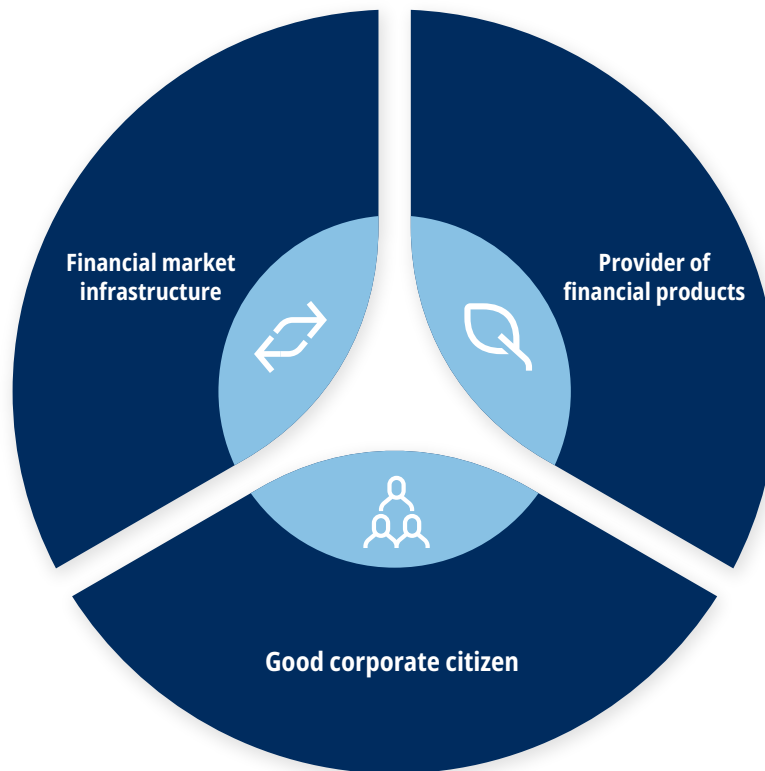 Financial market
infrastructure
Provider of
financial products
Good corporate citizen